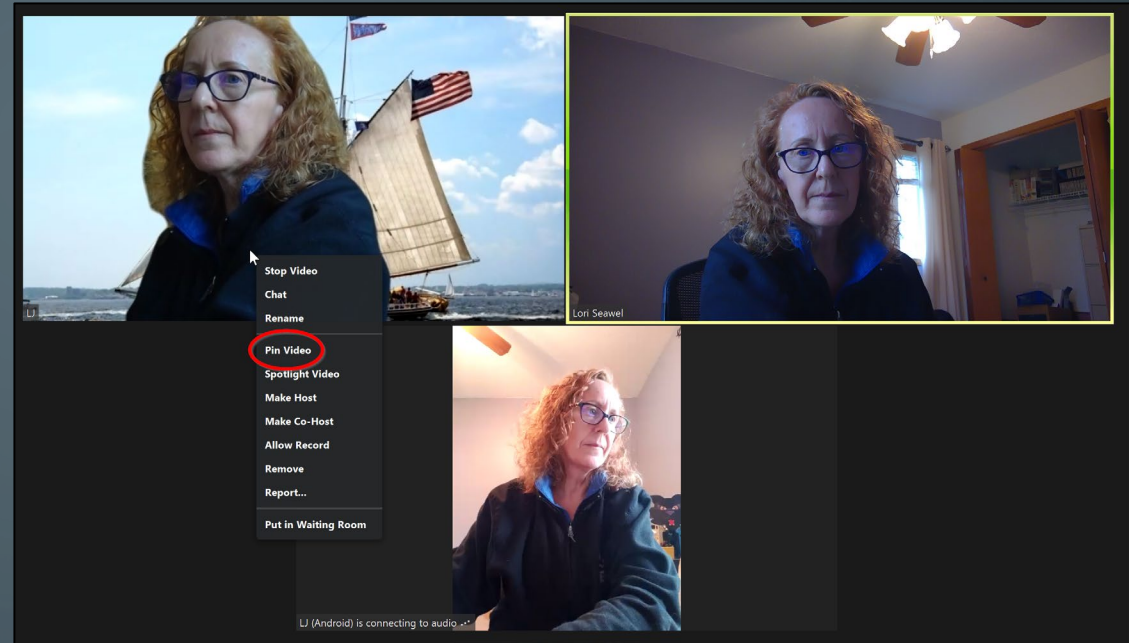 LJ
Lori Seawel
Stop Video
Chat
Rename
Pin Video
Spotlight Video
Make Host
Make Co-Host
Allow Record
Remove
Report...
Put in Waiting Room
LJ (Android) is connecting to audio